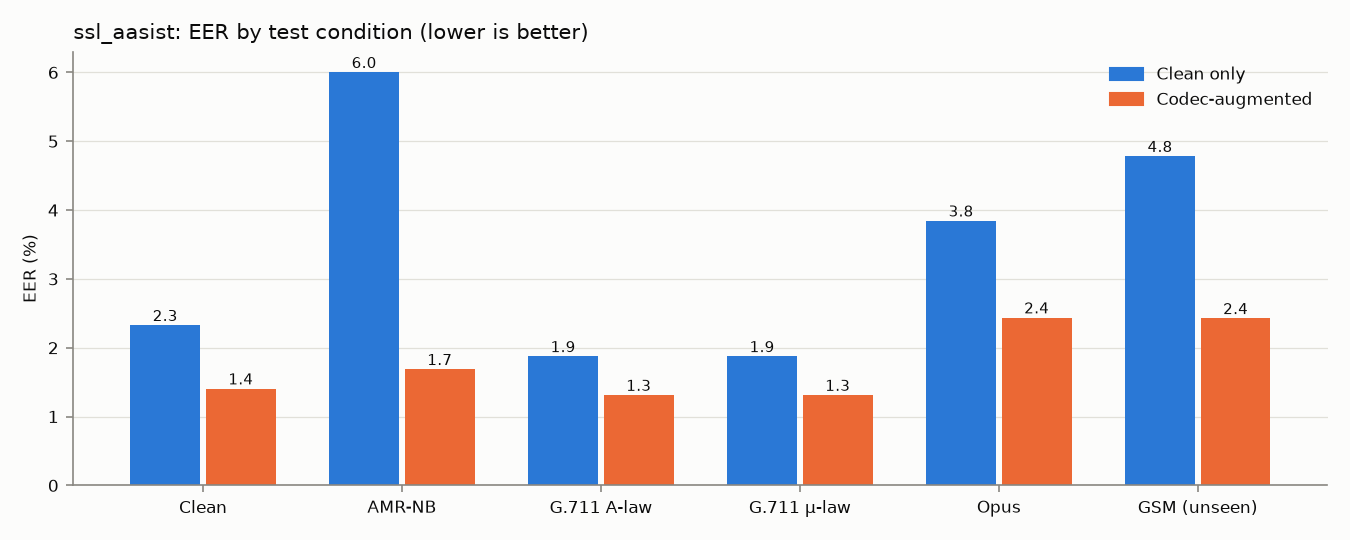 ssl_aasist: EER by test condition (lower is better)
Clean only
Codec-augmented
EER (%)
6
5
4
3
2
1
0
2.3
1.4
6.0
1.7
1.9
1.3
1.9
1.3
3.8
2.4
4.8
2.4
Clean
AMR-NB
G.711 A-law
G.711 μ-law
Opus
GSM (unseen)